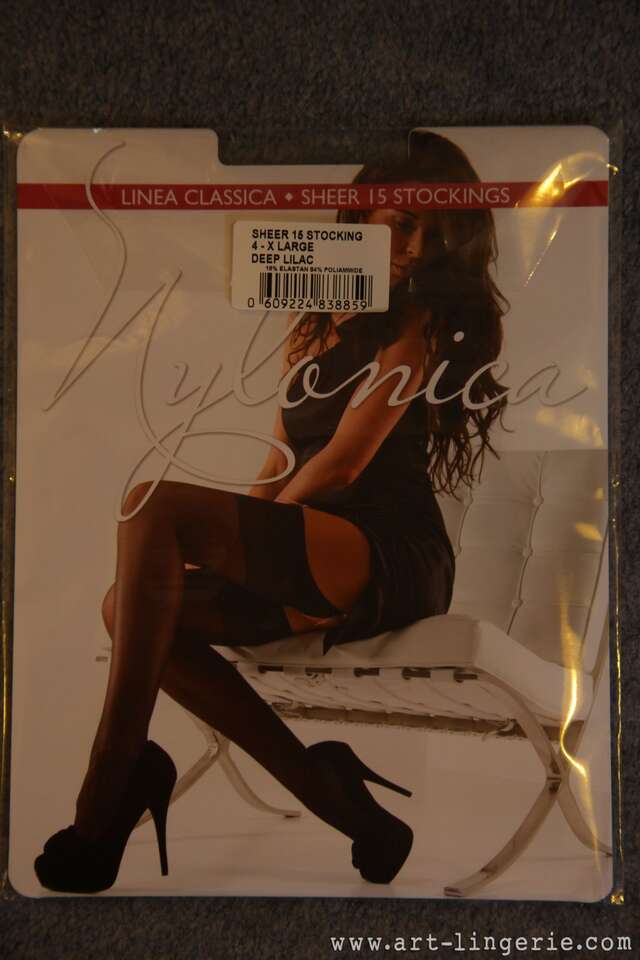 LINEA CLASSICA ◆ SHEER 15 STOCKINGS
SHEER 15 STOCKING
4 - X LARGE
DEEP LILAC
16% ELASTAN 84% POLIAMMIDE
0 609224 838859
Nylonica
www.art-lingerie.com